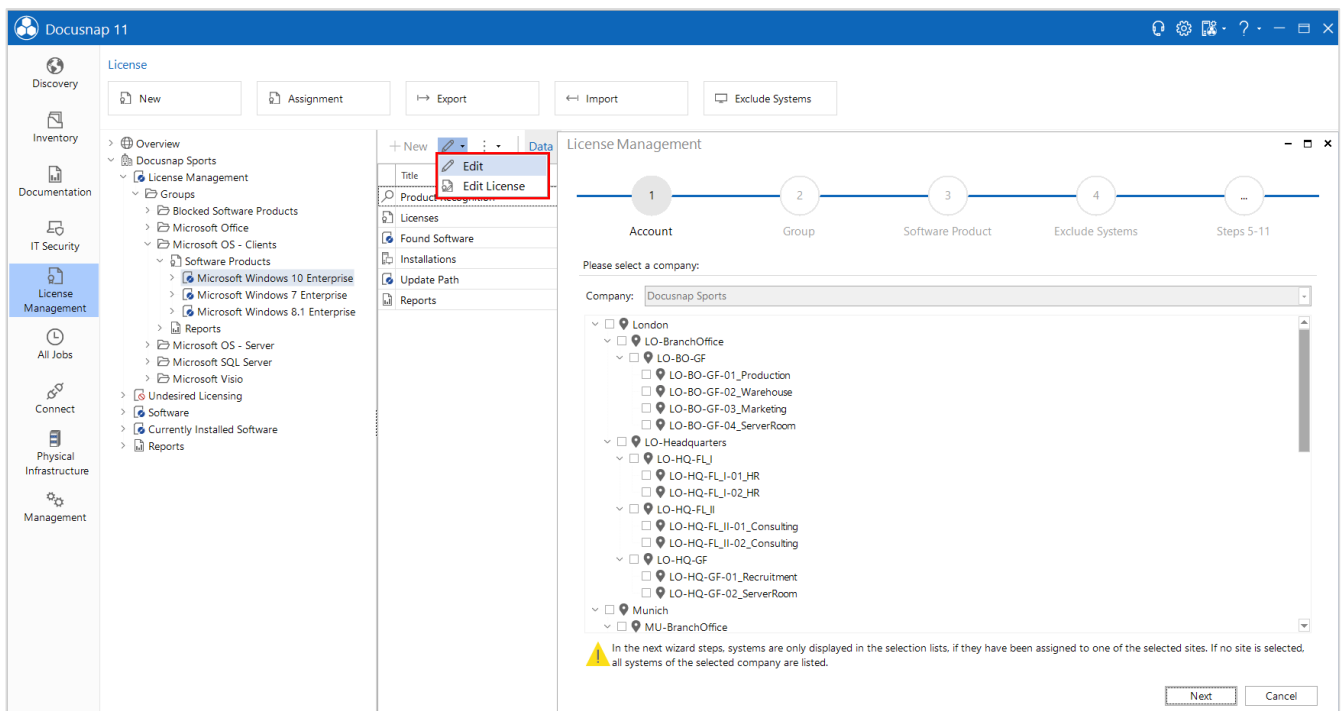 Docusnap 11
?
Discovery
Inventory
Documentation
IT Security
License
Management
All Jobs
Connect
Physical
Infrastructure
Management
License
New
Assignment
Export
Import
Exclude Systems
Overview
Docusnap Sports
License Management
Groups
Blocked Software Products
Microsoft Office
Microsoft OS - Clients
Software Products
Microsoft Windows 10 Enterprise
Microsoft Windows 7 Enterprise
Microsoft Windows 8.1 Enterprise
Reports
Microsoft OS - Server
Microsoft SQL Server
Microsoft Visio
Undesired Licensing
Software
Currently Installed Software
Reports
New
Data
Edit
Edit License
Title
Product Recognition
Licenses
Found Software
Installations
Update Path
Reports
License Management
1 2 3 4 ...
Account Group Software Product Exclude Systems Steps 5-11
Please select a company:
Company: Docusnap Sports
London
LO-BranchOffice
LO-BO-GF
LO-BO-GF-01_Production
LO-BO-GF-02_Warehouse
LO-BO-GF-03_Marketing
LO-BO-GF-04_ServerRoom
LO-Headquarters
LO-HQ-FL_I
LO-HQ-FL_I-01_HR
LO-HQ-FL_I-02_HR
LO-HQ-FL_II
LO-HQ-FL_II-01_Consulting
LO-HQ-FL_II-02_Consulting
LO-HQ-GF
LO-HQ-GF-01_Recruitment
LO-HQ-GF-02_ServerRoom
Munich
MU-BranchOffice
In the next wizard steps, systems are only displayed in the selection lists, if they have been assigned to one of the selected sites. If no site is selected,
all systems of the selected company are listed.
Next
Cancel